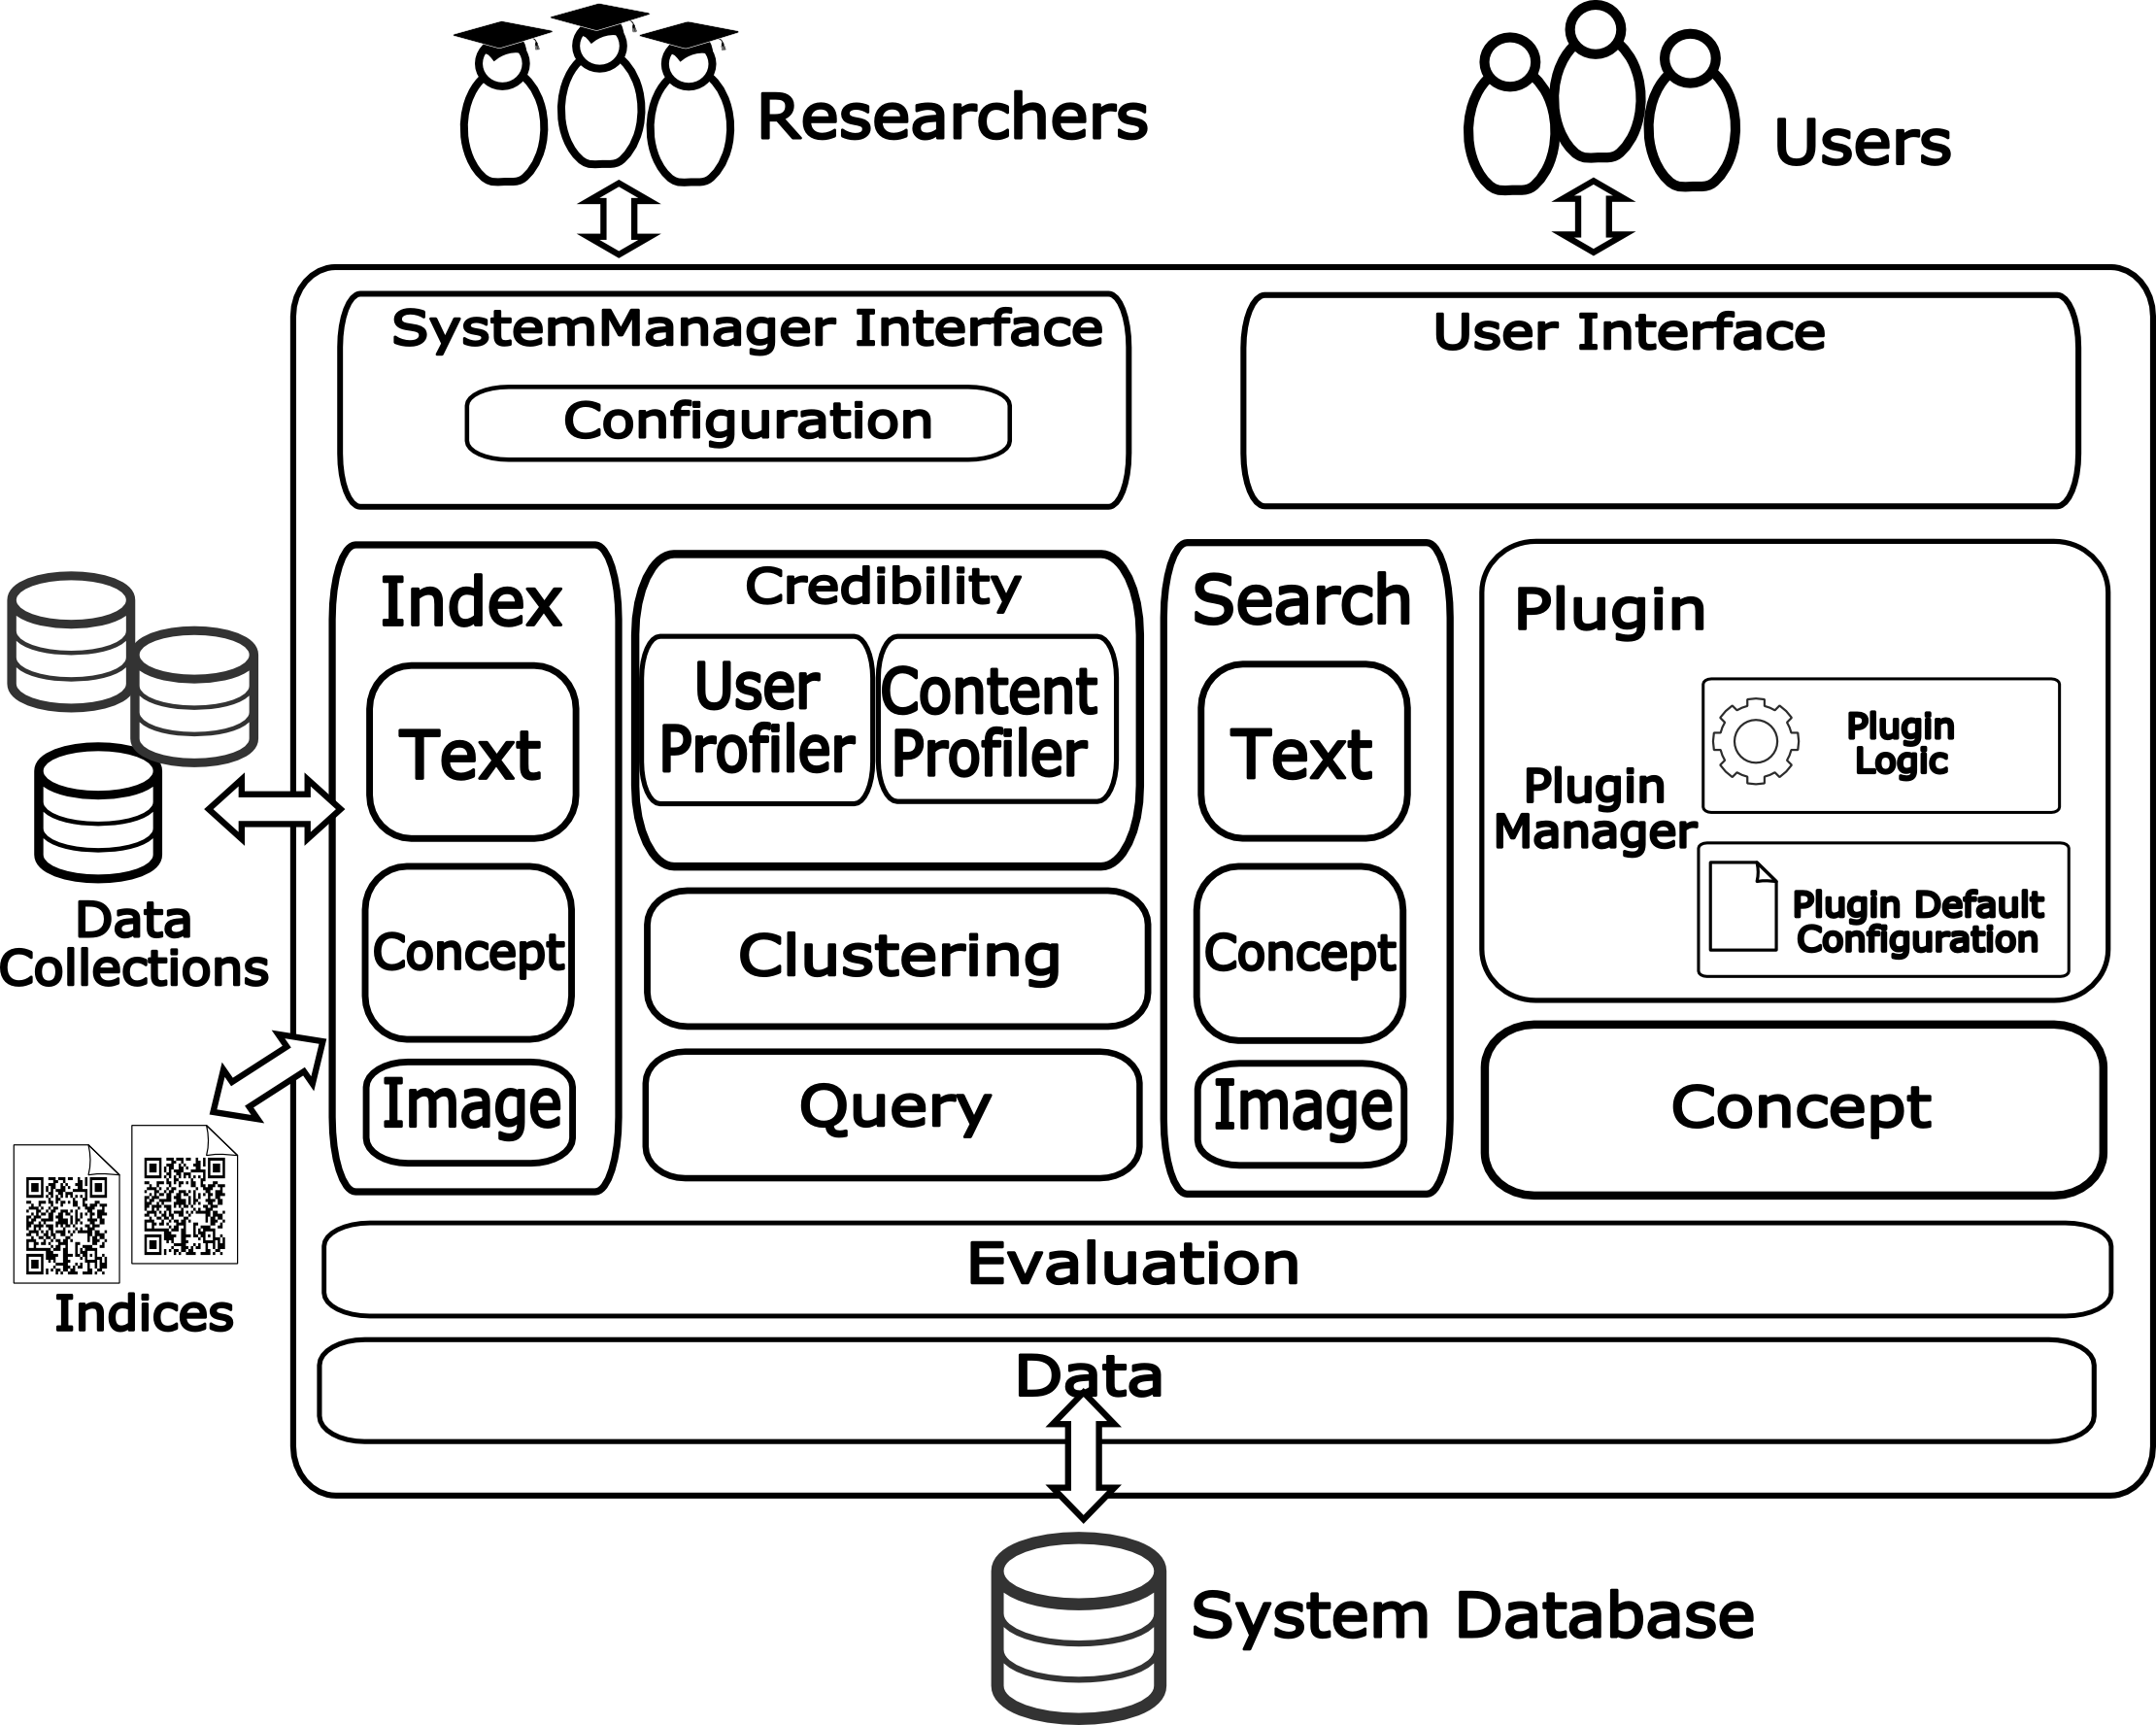 Researchers
Users
SystemManager Interface
Configuration
User Interface
Index
Text
Concept
Image
Credibility
User
Profiler
Content
Profiler
Clustering
Query
Search
Text
Concept
Image
Plugin
Plugin
Manager
Plugin
Logic
Plugin Default
Configuration
Concept
Data
Collections
Indices
Evaluation
Data
System Database